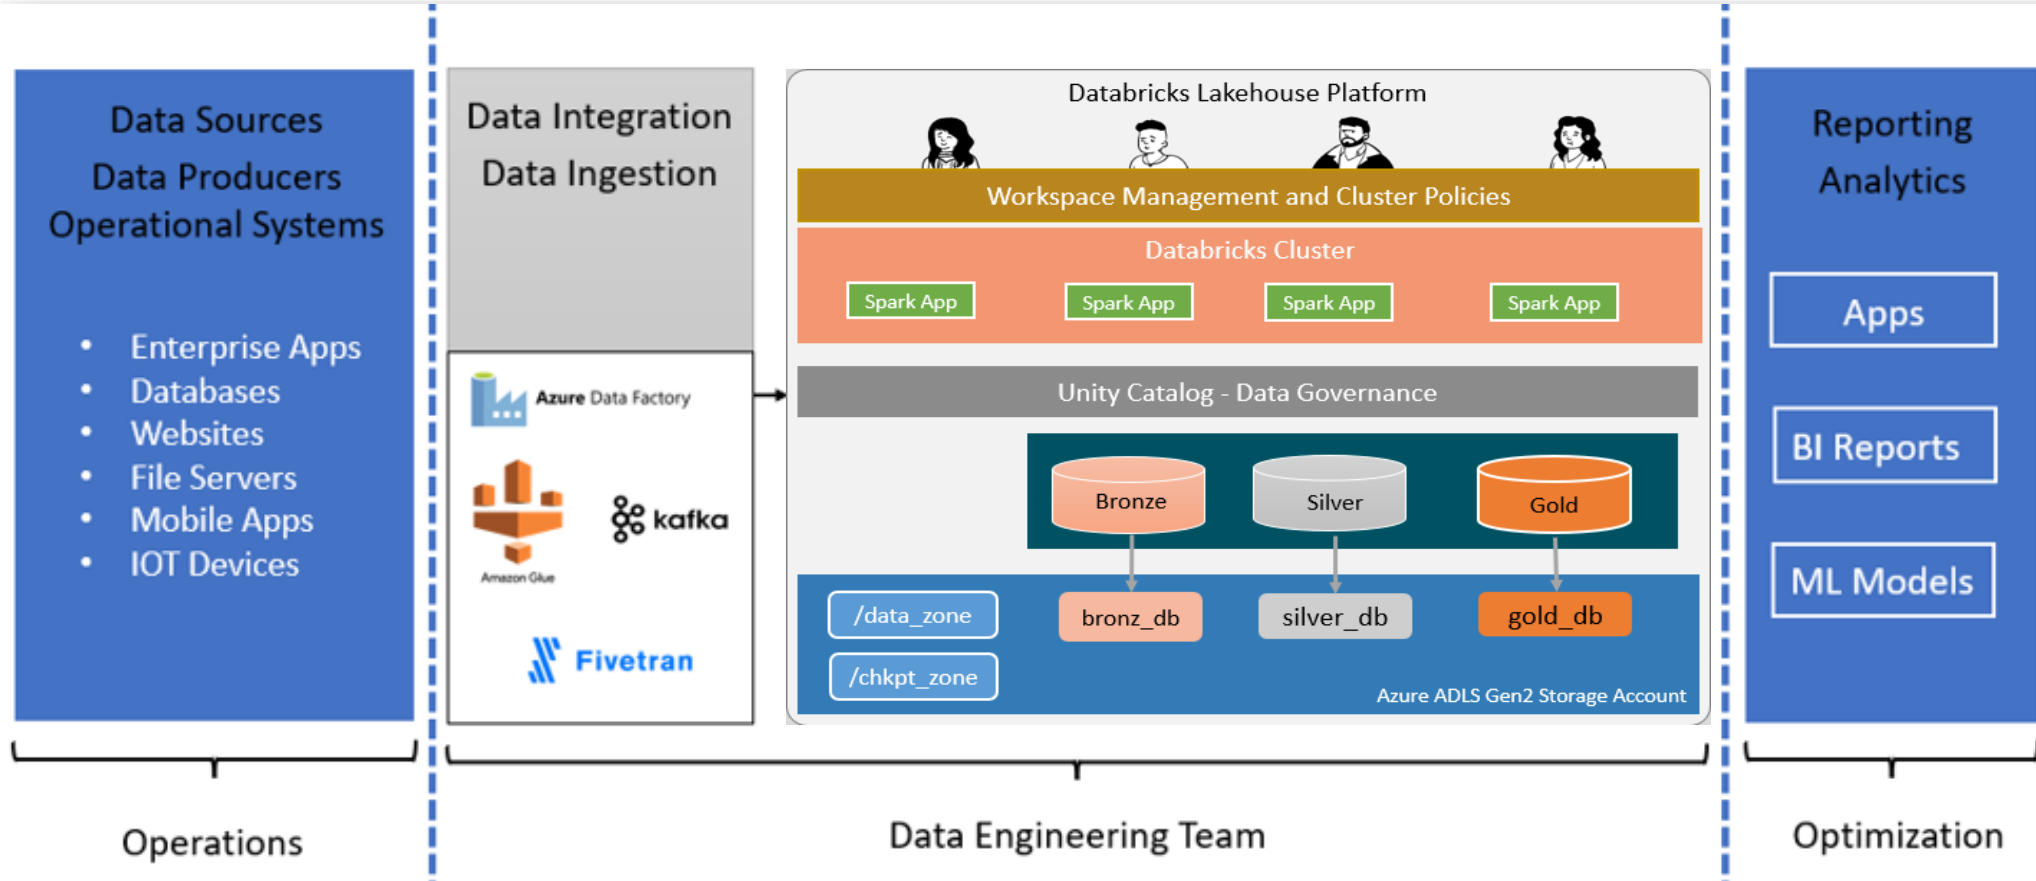 Data Sources
Data Producers
Operational Systems
• Enterprise Apps
• Databases
• Websites
• File Servers
• Mobile Apps
• IOT Devices
Operations
Data Integration
Data Ingestion
Azure Data Factory
Amazon Glue
kafka
Fivetran
Databricks Lakehouse Platform
Workspace Management and Cluster Policies
Databricks Cluster
Spark App
Spark App
Spark App
Spark App
Unity Catalog - Data Governance
Bronze
Silver
Gold
/data_zone
bronz_db
silver_db
gold_db
/chkpt_zone
Azure ADLS Gen2 Storage Account
Data Engineering Team
Reporting
Analytics
Apps
BI Reports
ML Models
Optimization